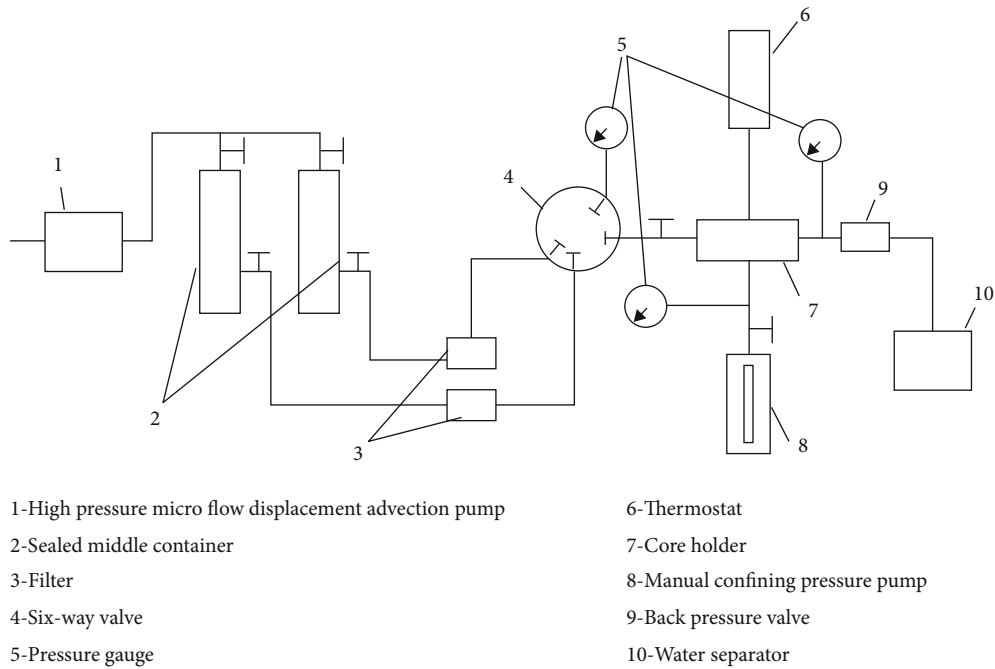 6
5
1
4
9
7
10
2
3
8
1-High pressure micro flow displacement advection pump
2-Sealed middle container
3-Filter
4-Six-way valve
5-Pressure gauge
6-Thermostat
7-Core holder
8-Manual confining pressure pump
9-Back pressure valve
10-Water separator